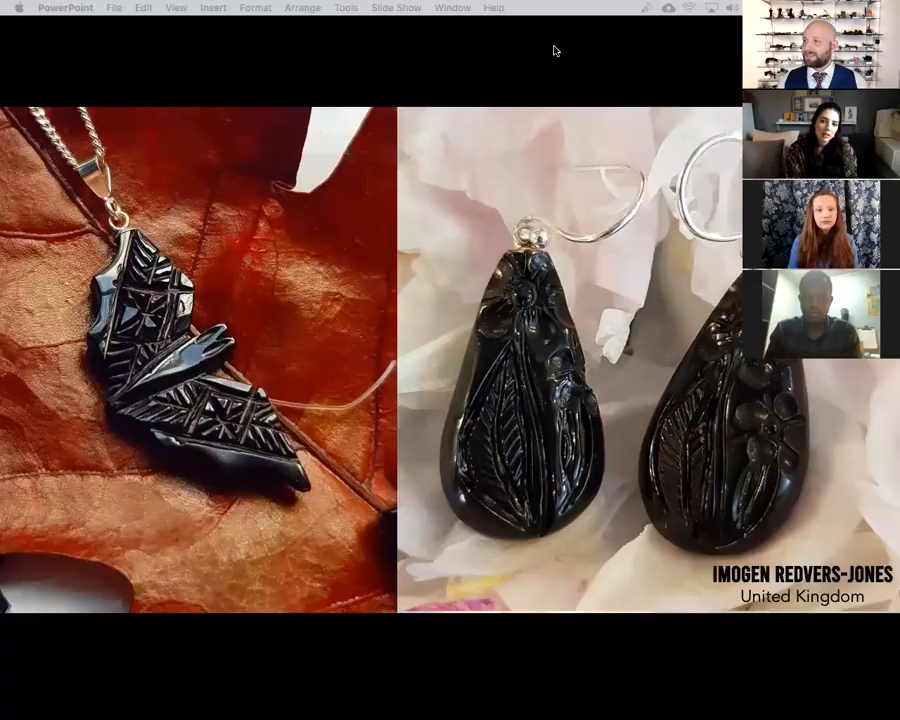 PowerPoint File Edit View Insert Format Arrange Tools Slide Show Window Help
IMOGEN REDVERS-JONES
United Kingdom